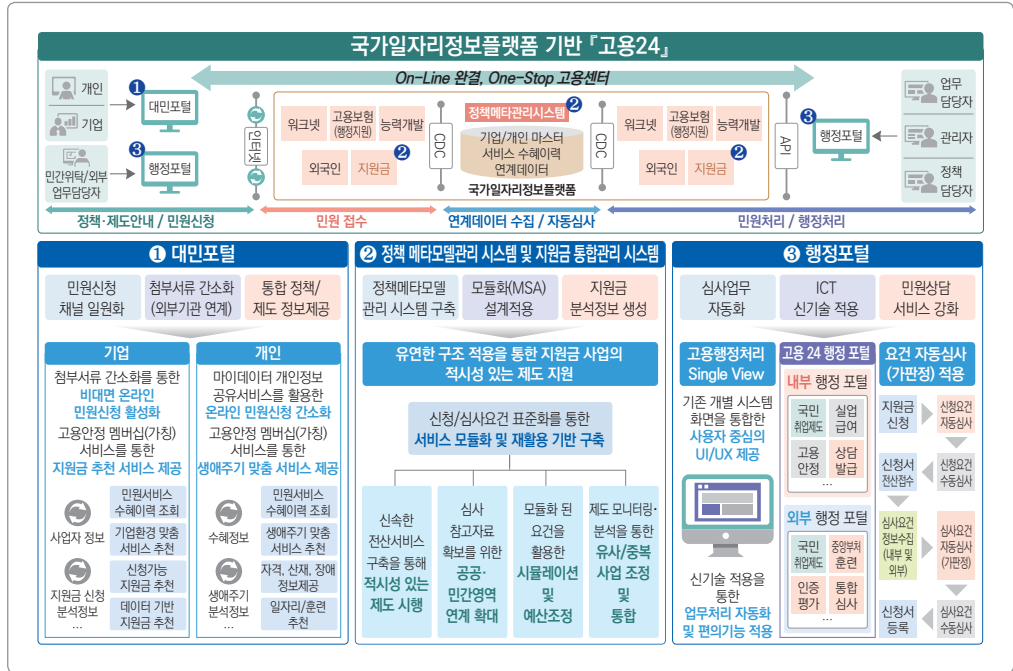 국가일자리정보플랫폼 기반 『고용24』
On-Line 완결, One-Stop 고용센터
개인
기업
민간위탁/외부
업무담당자
❶
대민포털
❸
행정포털
인터넷
워크넷
고용보험
(행정지원)
능력개발
외국인
❷
지원금
CDC
정책메타관리시스템
❷
기업/개인 마스터
서비스 수혜이력
연계데이터
국가일자리정보플랫폼
CDC
워크넷
고용보험
(행정지원)
능력개발
외국인
❷
지원금
API
❸
행정포털
업무
담당자
관리자
정책
담당자
정책·제도안내 / 민원신청
민원 접수
연계데이터 수집 / 자동심사
민원처리 / 행정처리
❶ 대민포털
민원신청
채널 일원화
첨부서류 간소화
(외부기관 연계)
통합 정책/
제도 정보제공
기업
첨부서류 간소화를 통한
비대면 온라인
민원신청 활성화
고용안정 멤버십(가칭)
서비스를 통한
지원금 추천 서비스 제공
사업자 정보
지원금 신청
분석정보
...
민원서비스
수혜이력 조회
기업환경 맞춤
서비스 추천
신청가능
지원금 추천
데이터 기반
지원금 추천
개인
마이데이터 개인정보
공유서비스를 활용한
온라인 민원신청 간소화
고용안정 멤버십(가칭)
서비스를 통한
생애주기 맞춤 서비스 제공
수혜정보
생애주기
분석정보
...
민원서비스
수혜이력 조회
생애주기 맞춤
서비스 추천
자격, 산재, 장애
정보제공
일자리/훈련
추천
❷ 정책 메타모델관리 시스템 및 지원금 통합관리 시스템
정책메타모델
관리 시스템 구축
모듈화(MSA)
설계적용
지원금
분석정보 생성
유연한 구조 적용을 통한 지원금 사업의
적시성 있는 제도 지원
신청/심사요건 표준화를 통한
서비스 모듈화 및 재활용 기반 구축
신속한
전산서비스
구축을 통해
적시성 있는
제도 시행
심사
참고자료
확보를 위한
공공·
민간영역
연계 확대
모듈화 된
요건을
활용한
시뮬레이션
및
예산조정
제도 모니터링·
분석을 통한
유사/중복
사업 조정
및
통합
❸ 행정포털
심사업무
자동화
ICT
신기술 적용
민원상담
서비스 강화
고용행정처리
Single View
기존 개별 시스템
화면을 통합한
사용자 중심의
UI/UX 제공
신기술 적용을
통한
업무처리 자동화
및 편의기능 적용
고용 24 행정 포털
내부 행정 포털
국민
취업제도
실업
급여
고용
안정
상담
발급
...
외부 행정 포털
국민
취업제도
중앙부처
훈련
인증
평가
통합
심사
...
요건 자동심사
(가판정) 적용
지원금
신청
신청요건
자동심사
신청서
전산접수
신청요건
수동심사
심사요건
정보수집
(내부 및
외부)
심사요건
자동심사
(가판정)
신청서
등록
심사요건
수동심사